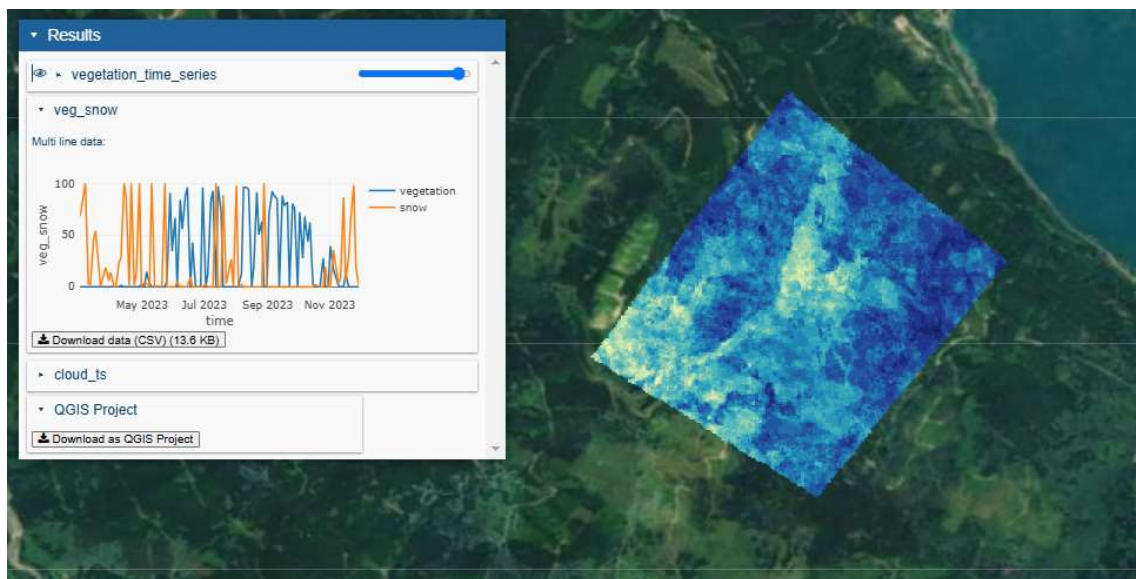 Results
vegetation_time_series
veg_snow
Multi line data:
100
50
0
veg_snow
vegetation
snow
May 2023 Jul 2023 Sep 2023 Nov 2023
time
Download data (CSV) (13.6 KB)
cloud_ts
QGIS Project
Download as QGIS Project